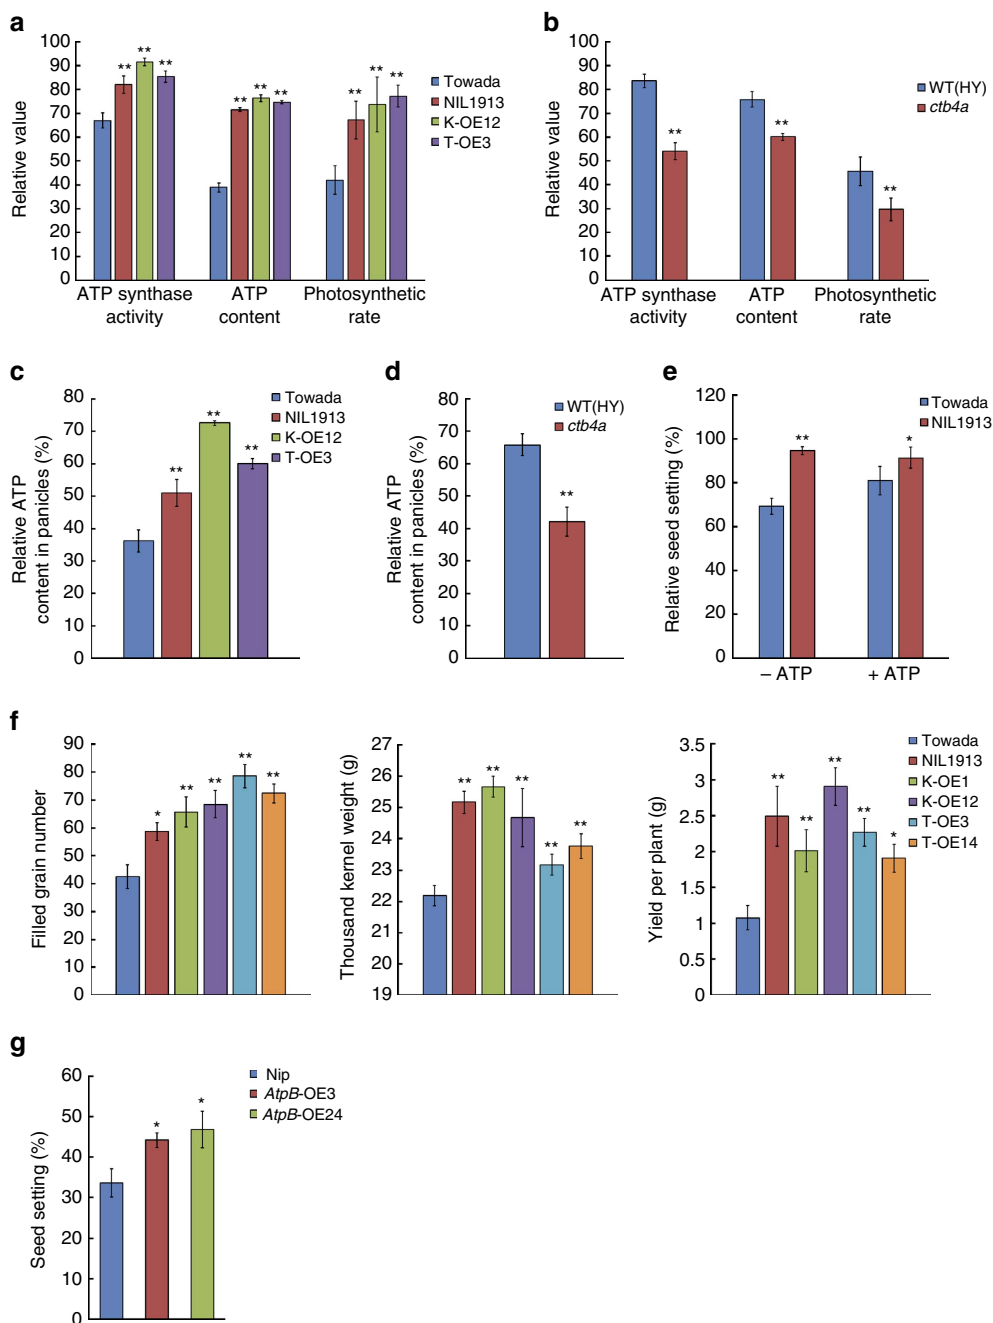 a
Relative value
100
90
80
70
60
50
40
30
20
10
0
** ** ** ** ** ** ** ** **
ATP synthase activity
ATP content
Photosynthetic rate
Towada
NIL1913
K-OE12
T-OE3
b
Relative value
100
90
80
70
60
50
40
30
20
10
0
** ** **
ATP synthase activity
ATP content
Photosynthetic rate
WT(HY)
ctb4a
c
Relative ATP
content in panicles (%)
80
70
60
50
40
30
20
10
0
** ** **
Towada
NIL1913
K-OE12
T-OE3
d
Relative ATP
content in panicles (%)
80
70
60
50
40
30
20
10
0
**
WT(HY)
ctb4a
e
Relative seed setting (%)
120
100
80
60
40
20
0
** *
– ATP + ATP
Towada
NIL1913
f
Filled grain number
90
80
70
60
50
40
30
20
10
0
* ** ** ** **
Thousand kernel weight (g)
27
26
25
24
23
22
21
20
19
** ** ** ** **
Yield per plant (g)
3.5
3
2.5
2
1.5
1
0.5
0
** ** ** ** *
Towada
NIL1913
K-OE1
K-OE12
T-OE3
T-OE14
g
Seed setting (%)
60
50
40
30
20
10
0
* *
Nip
AtpB-OE3
AtpB-OE24